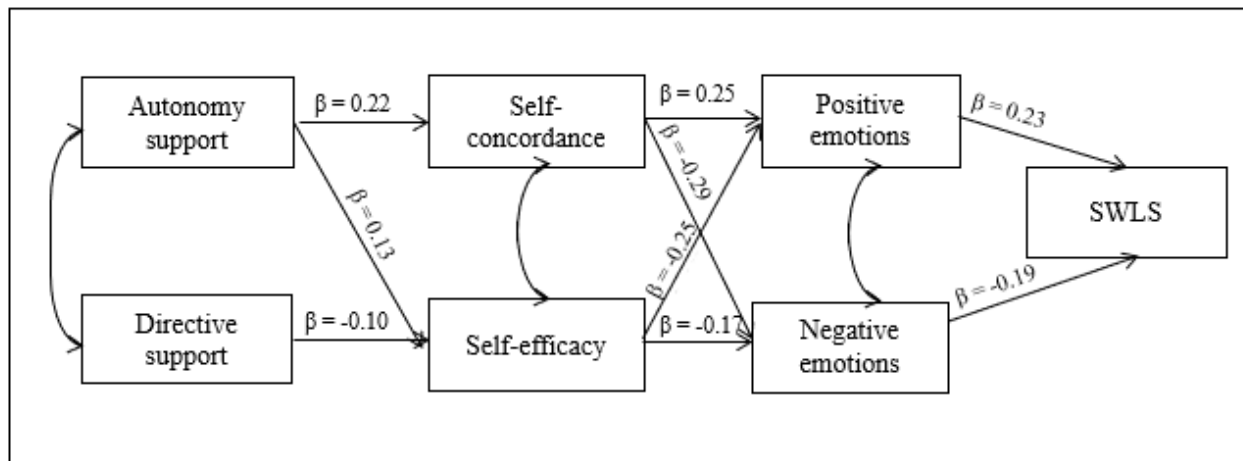 Autonomy
support
β = 0.22
Self-
concordance
β = 0.25
Positive
emotions
β = 0.23
β = 0.13
β = -0.29
β = -0.25
SWLS
Directive
support
β = -0.10
Self-efficacy
β = -0.17
Negative
emotions
β = -0.19